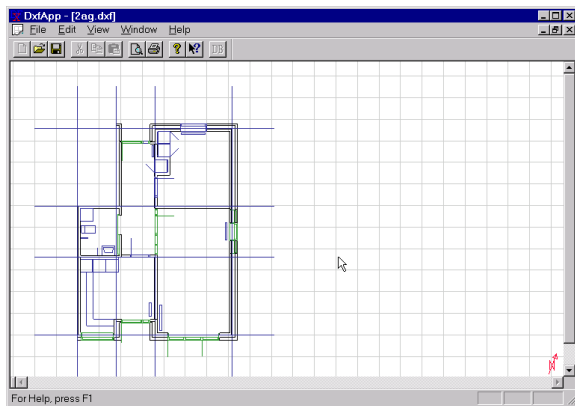 DxfApp - [2ag.dxf]
File Edit View Window Help
DB
N
For Help, press F1